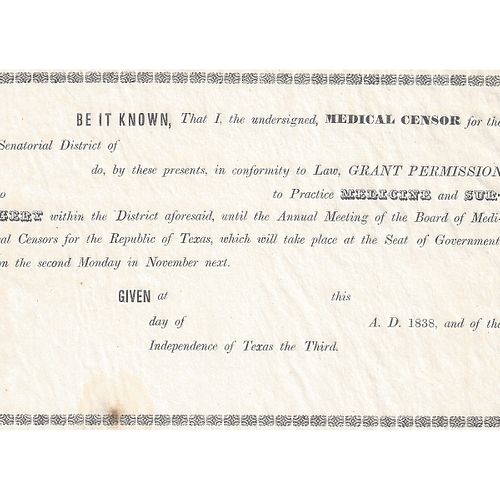 BE IT KNOWN, That I, the undersigned, MEDICAL CENSOR for the
Senatorial District of
do, by these presents, in conformity to Law, GRANT PERMISSION
o to Practice MEDICINE and SUR-
GERY within the District aforesaid, until the Annual Meeting of the Board of Medi-
al Censors for the Republic of Texas, which will take place at the Seat of Government
on the second Monday in November next.
GIVEN at this
day of A. D. 1838, and of the
Independence of Texas the Third.